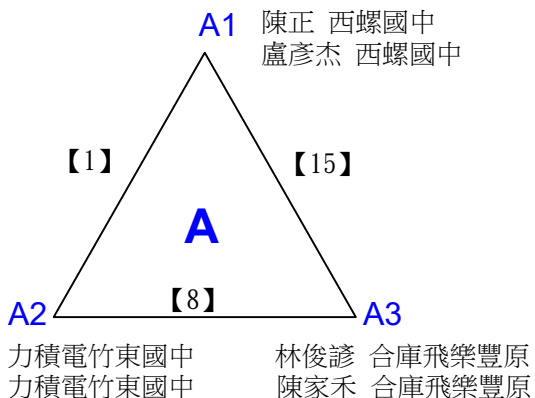 A1 陳正 西螺國中
盧彥杰 西螺國中
【1】
【15】
A
【8】
A2
A3
力積電竹東國中 林俊諺 合庫飛樂豐原
力積電竹東國中 陳家禾 合庫飛樂豐原